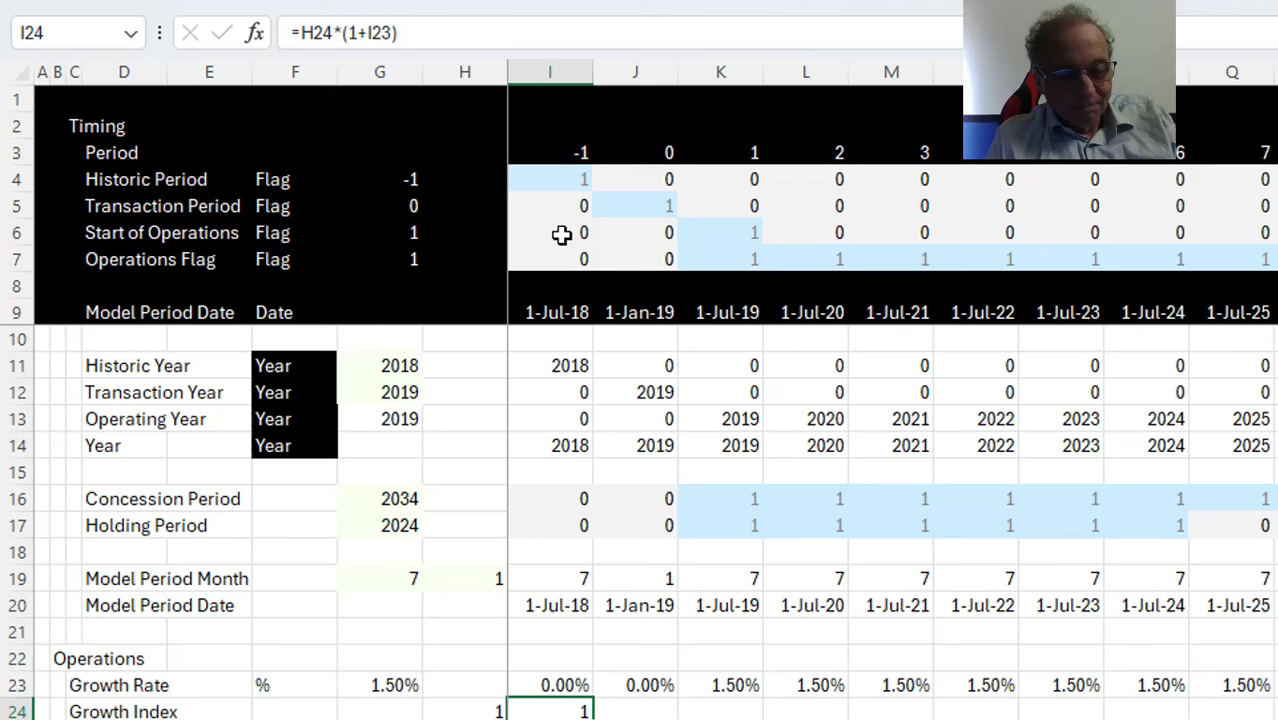 I24 fx =H24*(1+I23)
A B C D E F G H I J K L M Q
1
2 Timing
3 Period -1 0 1 2 3 6 7
4 Historic Period Flag -1 1 0 0 0 0 0 0 0 0
5 Transaction Period Flag 0 0 1 0 0 0 0 0 0 0
6 Start of Operations Flag 1 0 0 1 0 0 0 0 0 0
7 Operations Flag Flag 1 0 0 1 1 1 1 1 1 1
8
9 Model Period Date Date 1-Jul-18 1-Jan-19 1-Jul-19 1-Jul-20 1-Jul-21 1-Jul-22 1-Jul-23 1-Jul-24 1-Jul-25
10
11 Historic Year Year 2018 2018 0 0 0 0 0 0 0 0
12 Transaction Year Year 2019 0 2019 0 0 0 0 0 0 0
13 Operating Year Year 2019 0 0 2019 2020 2021 2022 2023 2024 2025
14 Year Year 2018 2019 2019 2020 2021 2022 2023 2024 2025
15
16 Concession Period 2034 0 0 1 1 1 1 1 1 1
17 Holding Period 2024 0 0 1 1 1 1 1 1 0
18
19 Model Period Month 7 1 7 1 7 7 7 7 7 7 7
20 Model Period Date 1-Jul-18 1-Jan-19 1-Jul-19 1-Jul-20 1-Jul-21 1-Jul-22 1-Jul-23 1-Jul-24 1-Jul-25
21
22 Operations
23 Growth Rate % 1.50% 0.00% 0.00% 1.50% 1.50% 1.50% 1.50% 1.50% 1.50% 1.50%
24 Growth Index 1 1